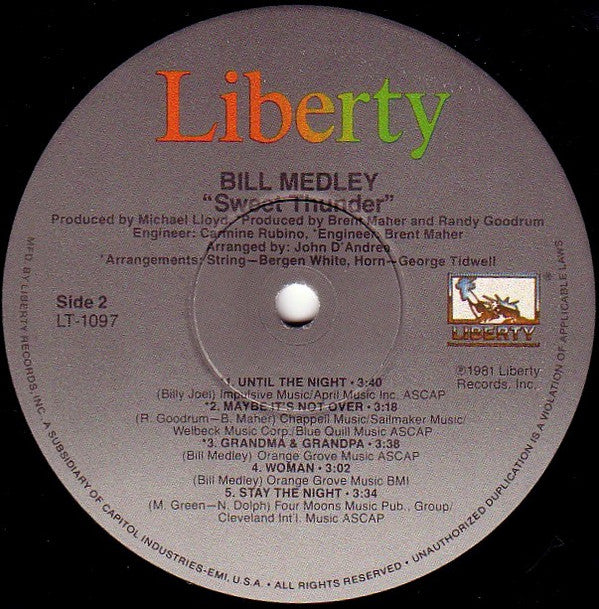 Liberty
BILL MEDLEY
"Sweet Thunder"
Produced by Michael Lloyd, *Produced by Brent Maher and Randy Goodrum
Engineer: Carmine Rubino, *Engineer, Brent Maher
Arranged by: John D'Andrea
*Arrangements: String—Bergen White, Horn—George Tidwell
Side 2
LT-1097
LIBERTY
®
℗1981 Liberty
Records, Inc.
*1. UNTIL THE NIGHT • 3:40
(Billy Joel) Impulsive Music/April Music Inc. ASCAP
*2. MAYBE IT'S NOT OVER • 3:18
(R. Goodrum—B. Maher) Chappell Music/Sailmaker Music/
Welbeck Music Corp./Blue Quill Music ASCAP
*3. GRANDMA & GRANDPA • 3:38
(Bill Medley) Orange Grove Music ASCAP
4. WOMAN • 3:02
(Bill Medley) Orange Grove Music BMI
5. STAY THE NIGHT • 3:34
(M. Green—N. Dolph) Four Moons Music Pub., Group/
Cleveland Int'l. Music ASCAP
MFD. BY LIBERTY RECORDS, INC. A SUBSIDIARY OF CAPITOL INDUSTRIES-EMI, U.S.A. • ALL RIGHTS RESERVED • UNAUTHORIZED DUPLICATION IS A VIOLATION OF APPLICABLE LAWS